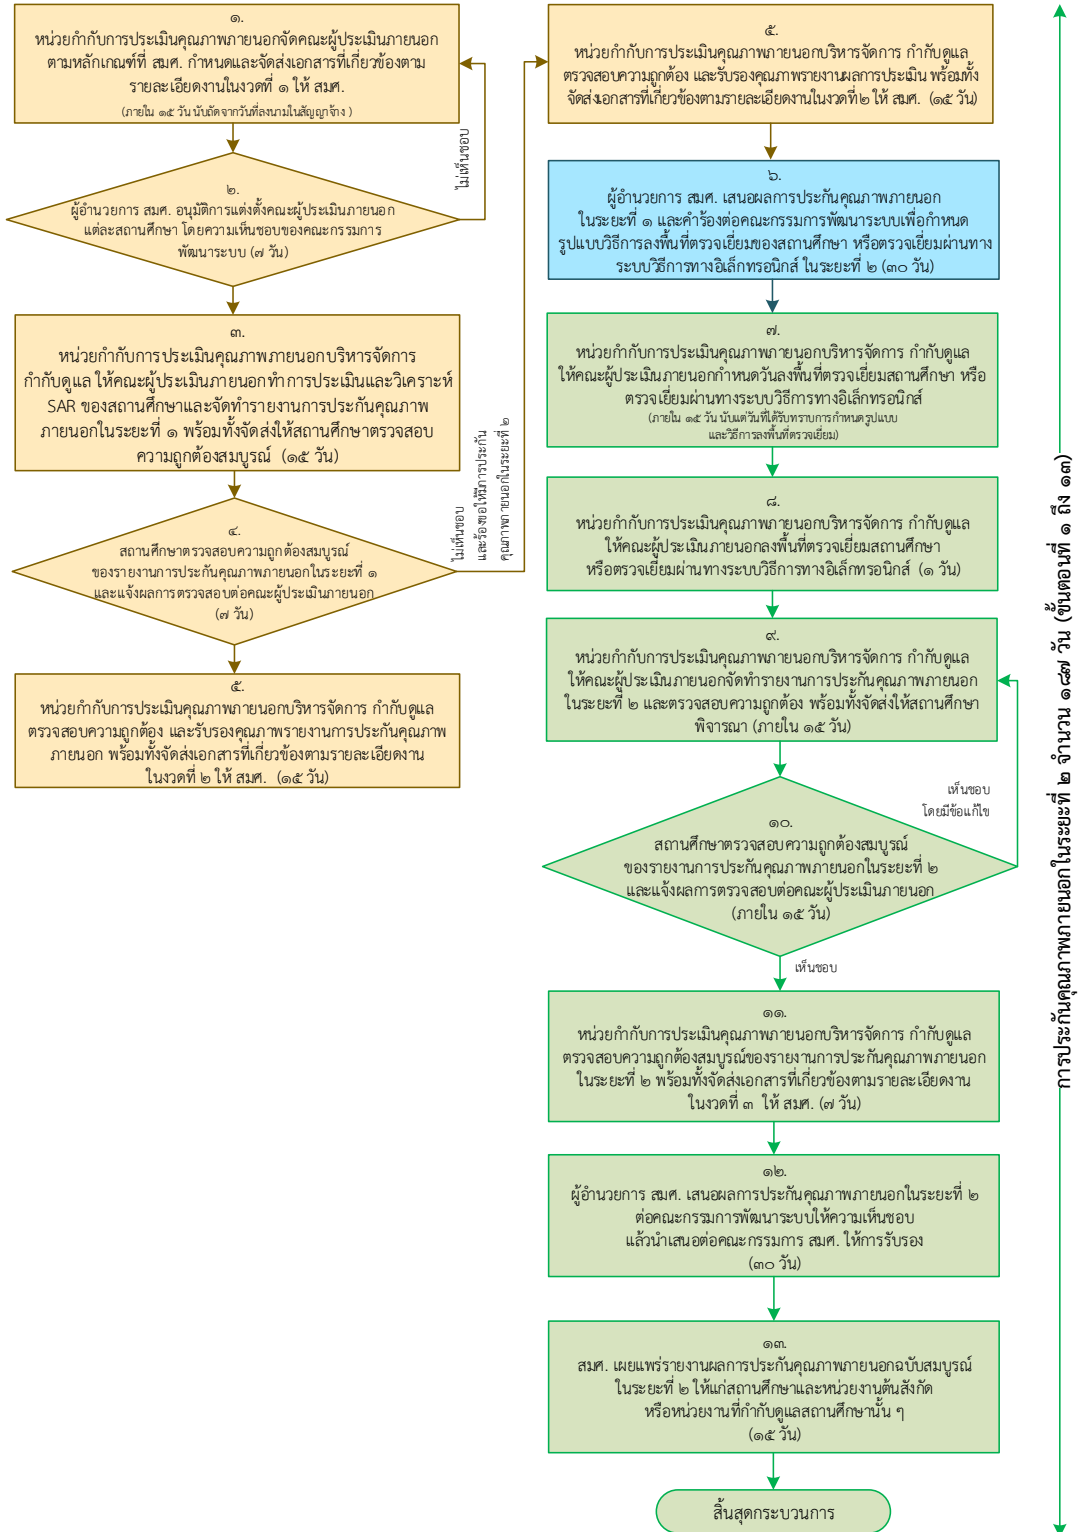 ๑.
หน่วยกำกับการประเมินคุณภาพภายนอกจัดคณะผู้ประเมินภายนอก
ตามหลักเกณฑ์ที่ สมศ. กำหนดและจัดส่งเอกสารที่เกี่ยวข้องตาม
รายละเอียดงานในงวดที่ ๑ ให้ สมศ.
(ภายใน ๑๕ วัน นับถัดจากวันที่ลงนามในสัญญาจ้าง )
ไม่เห็นชอบ
๒.
ผู้อำนวยการ สมศ. อนุมัติการแต่งตั้งคณะผู้ประเมินภายนอก
แต่ละสถานศึกษา โดยความเห็นชอบของคณะกรรมการ
พัฒนาระบบ (๗ วัน)
๓.
หน่วยกำกับการประเมินคุณภาพภายนอกบริหารจัดการ
กำกับดูแล ให้คณะผู้ประเมินภายนอกทำการประเมินและวิเคราะห์
SAR ของสถานศึกษาและจัดทำรายงานการประกันคุณภาพ
ภายนอกในระยะที่ ๑ พร้อมทั้งจัดส่งให้สถานศึกษาตรวจสอบ
ความถูกต้องสมบูรณ์ (๑๕ วัน)
๔.
สถานศึกษาตรวจสอบความถูกต้องสมบูรณ์
ของรายงานการประกันคุณภาพภายนอกในระยะที่ ๑
และแจ้งผลการตรวจสอบต่อคณะผู้ประเมินภายนอก
(๗ วัน)
ไม่เห็นชอบ
และร้องขอให้มีการประกัน
คุณภาพภายนอกในระยะที่ ๒
๕.
หน่วยกำกับการประเมินคุณภาพภายนอกบริหารจัดการ กำกับดูแล
ตรวจสอบความถูกต้อง และรับรองคุณภาพรายงานการประกันคุณภาพ
ภายนอก พร้อมทั้งจัดส่งเอกสารที่เกี่ยวข้องตามรายละเอียดงาน
ในงวดที่ ๒ ให้ สมศ. (๑๕ วัน)
๕.
หน่วยกำกับการประเมินคุณภาพภายนอกบริหารจัดการ กำกับดูแล
ตรวจสอบความถูกต้อง และรับรองคุณภาพรายงานผลการประเมิน พร้อมทั้ง
จัดส่งเอกสารที่เกี่ยวข้องตามรายละเอียดงานในงวดที่ ๒ ให้ สมศ. (๑๕ วัน)
๖.
ผู้อำนวยการ สมศ. เสนอผลการประกันคุณภาพภายนอก
ในระยะที่ ๑ และคำร้องต่อคณะกรรมการพัฒนาระบบเพื่อกำหนด
รูปแบบวิธีการลงพื้นที่ตรวจเยี่ยมของสถานศึกษา หรือตรวจเยี่ยมผ่านทาง
ระบบวิธีการทางอิเล็กทรอนิกส์ ในระยะที่ ๒ (๓๐ วัน)
๗.
หน่วยกำกับการประเมินคุณภาพภายนอกบริหารจัดการ กำกับดูแล
ให้คณะผู้ประเมินภายนอกกำหนดวันลงพื้นที่ตรวจเยี่ยมสถานศึกษา หรือ
ตรวจเยี่ยมผ่านทางระบบวิธีการทางอิเล็กทรอนิกส์
(ภายใน ๑๕ วัน นับแต่วันที่ได้รับทราบการกำหนดรูปแบบ
และวิธีการลงพื้นที่ตรวจเยี่ยม)
๘.
หน่วยกำกับการประเมินคุณภาพภายนอกบริหารจัดการ กำกับดูแล
ให้คณะผู้ประเมินภายนอกลงพื้นที่ตรวจเยี่ยมสถานศึกษา
หรือตรวจเยี่ยมผ่านทางระบบวิธีการทางอิเล็กทรอนิกส์ (๑ วัน)
๙.
หน่วยกำกับการประเมินคุณภาพภายนอกบริหารจัดการ กำกับดูแล
ให้คณะผู้ประเมินภายนอกจัดทำรายงานการประกันคุณภาพภายนอก
ในระยะที่ ๒ และตรวจสอบความถูกต้อง พร้อมทั้งจัดส่งให้สถานศึกษา
พิจารณา (ภายใน ๑๕ วัน)
เห็นชอบ
โดยมีข้อแก้ไข
๑๐.
สถานศึกษาตรวจสอบความถูกต้องสมบูรณ์
ของรายงานการประกันคุณภาพภายนอกในระยะที่ ๒
และแจ้งผลการตรวจสอบต่อคณะผู้ประเมินภายนอก
(ภายใน ๑๕ วัน)
เห็นชอบ
๑๑.
หน่วยกำกับการประเมินคุณภาพภายนอกบริหารจัดการ กำกับดูแล
ตรวจสอบความถูกต้องสมบูรณ์ของรายงานการประกันคุณภาพภายนอก
ในระยะที่ ๒ พร้อมทั้งจัดส่งเอกสารที่เกี่ยวข้องตามรายละเอียดงาน
ในงวดที่ ๓ ให้ สมศ. (๗ วัน)
๑๒.
ผู้อำนวยการ สมศ. เสนอผลการประกันคุณภาพภายนอกในระยะที่ ๒
ต่อคณะกรรมการพัฒนาระบบให้ความเห็นชอบ
แล้วนำเสนอต่อคณะกรรมการ สมศ. ให้การรับรอง
(๓๐ วัน)
๑๓.
สมศ. เผยแพร่รายงานผลการประกันคุณภาพภายนอกฉบับสมบูรณ์
ในระยะที่ ๒ ให้แก่สถานศึกษาและหน่วยงานต้นสังกัด
หรือหน่วยงานที่กำกับดูแลสถานศึกษานั้น ๆ
(๑๕ วัน)
สิ้นสุดกระบวนการ
การประกันคุณภาพภายนอกในระยะที่ ๒ จำนวน ๑๘๗ วัน (ขั้นตอนที่ ๑ ถึง ๑๓)